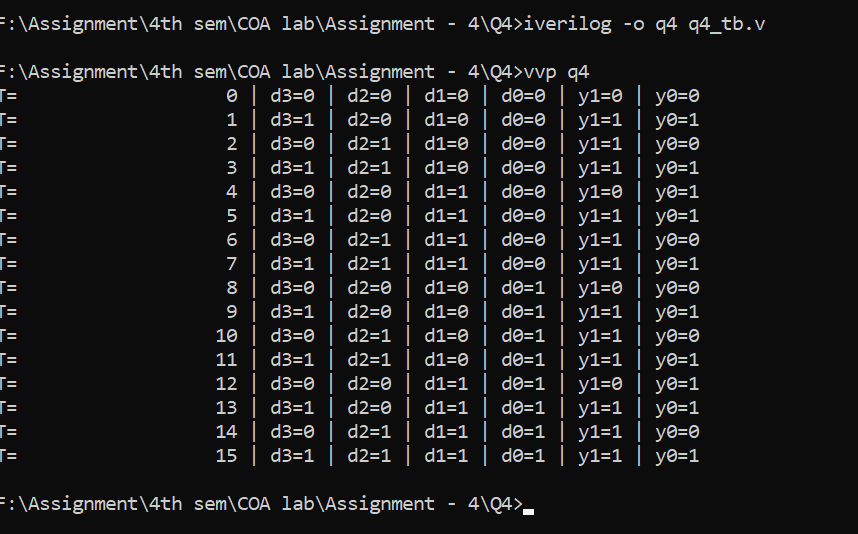 F:\Assignment\4th sem\COA lab\Assignment - 4\Q4>iverilog -o q4 q4_tb.v
F:\Assignment\4th sem\COA lab\Assignment - 4\Q4>vvp q4
T=                   0 | d3=0 | d2=0 | d1=0 | d0=0 | y1=0 | y0=0
T=                   1 | d3=1 | d2=0 | d1=0 | d0=0 | y1=1 | y0=1
T=                   2 | d3=0 | d2=1 | d1=0 | d0=0 | y1=1 | y0=0
T=                   3 | d3=1 | d2=1 | d1=0 | d0=0 | y1=1 | y0=1
T=                   4 | d3=0 | d2=0 | d1=1 | d0=0 | y1=0 | y0=1
T=                   5 | d3=1 | d2=0 | d1=1 | d0=0 | y1=1 | y0=1
T=                   6 | d3=0 | d2=1 | d1=1 | d0=0 | y1=1 | y0=0
T=                   7 | d3=1 | d2=1 | d1=1 | d0=0 | y1=1 | y0=1
T=                   8 | d3=0 | d2=0 | d1=0 | d0=1 | y1=0 | y0=0
T=                   9 | d3=1 | d2=0 | d1=0 | d0=1 | y1=1 | y0=1
T=                  10 | d3=0 | d2=1 | d1=0 | d0=1 | y1=1 | y0=0
T=                  11 | d3=1 | d2=1 | d1=0 | d0=1 | y1=1 | y0=1
T=                  12 | d3=0 | d2=0 | d1=1 | d0=1 | y1=0 | y0=1
T=                  13 | d3=1 | d2=0 | d1=1 | d0=1 | y1=1 | y0=1
T=                  14 | d3=0 | d2=1 | d1=1 | d0=1 | y1=1 | y0=0
T=                  15 | d3=1 | d2=1 | d1=1 | d0=1 | y1=1 | y0=1
F:\Assignment\4th sem\COA lab\Assignment - 4\Q4>